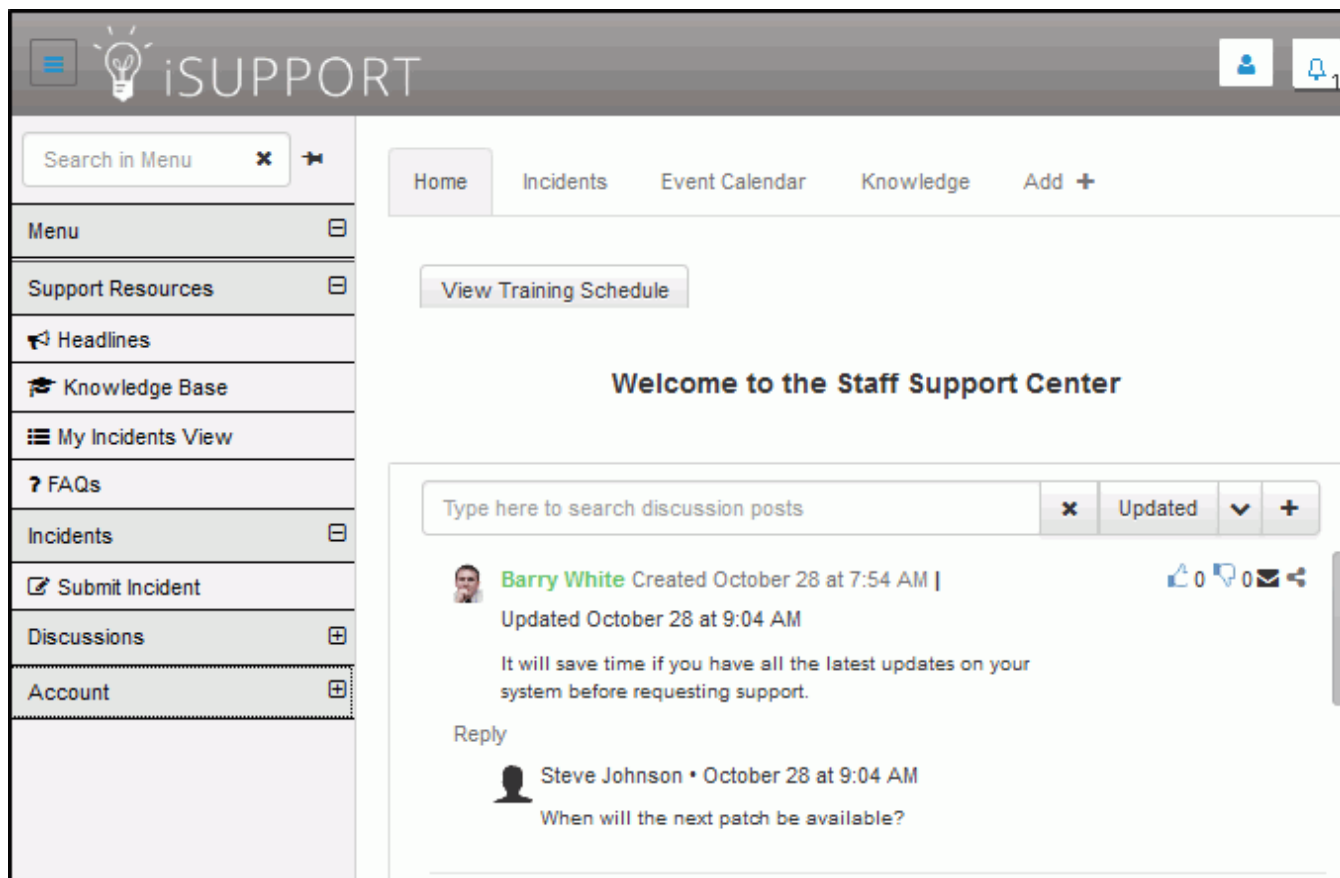 iSUPPORT
1
Search in Menu
Menu
Support Resources
Headlines
Knowledge Base
My Incidents View
? FAQs
Incidents
Submit Incident
Discussions
Account
Home Incidents Event Calendar Knowledge Add +
View Training Schedule
Welcome to the Staff Support Center
Type here to search discussion posts Updated
Barry White Created October 28 at 7:54 AM | 0 0
Updated October 28 at 9:04 AM
It will save time if you have all the latest updates on your
system before requesting support.
Reply
Steve Johnson • October 28 at 9:04 AM
When will the next patch be available?